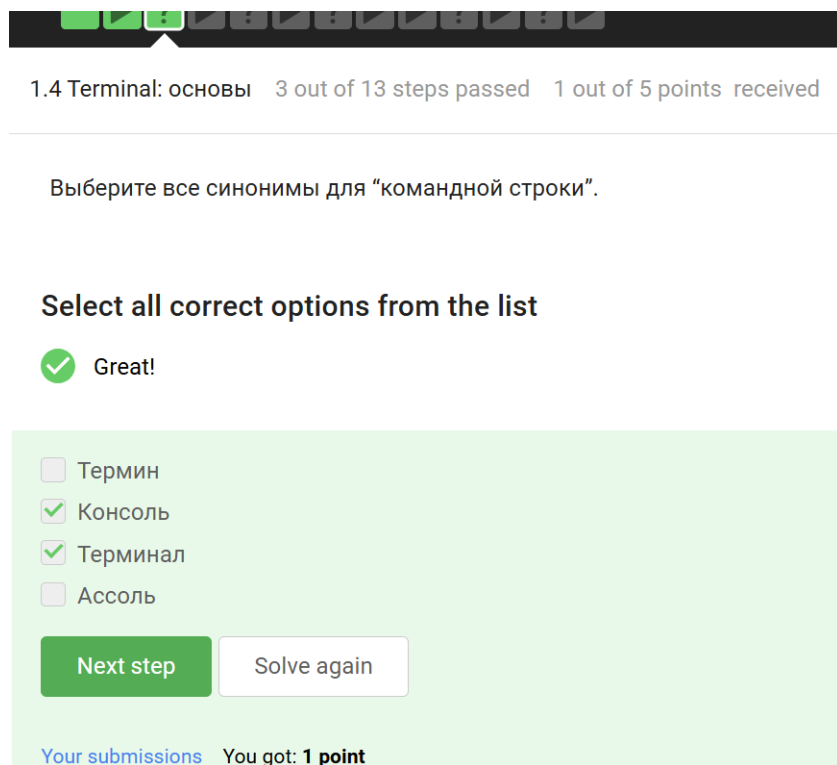 1.4 Terminal: основы 3 out of 13 steps passed 1 out of 5 points received
Выберите все синонимы для “командной строки”.
Select all correct options from the list
Great!
Термин
Консоль
Терминал
Ассоль
Next step Solve again
Your submissions You got: 1 point